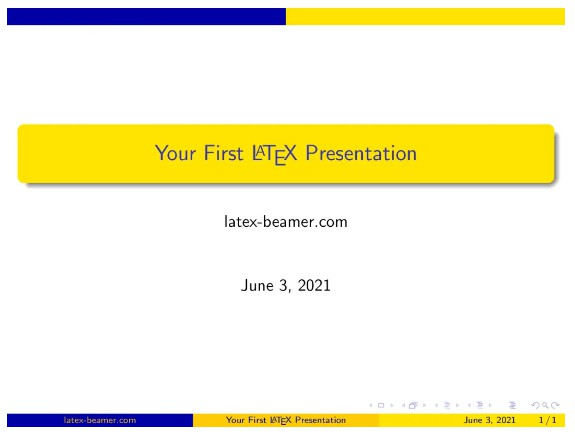 Your First LATEX Presentation
latex-beamer.com
June 3, 2021
latex-beamer.com Your First LATEX Presentation June 3, 2021 1 / 1